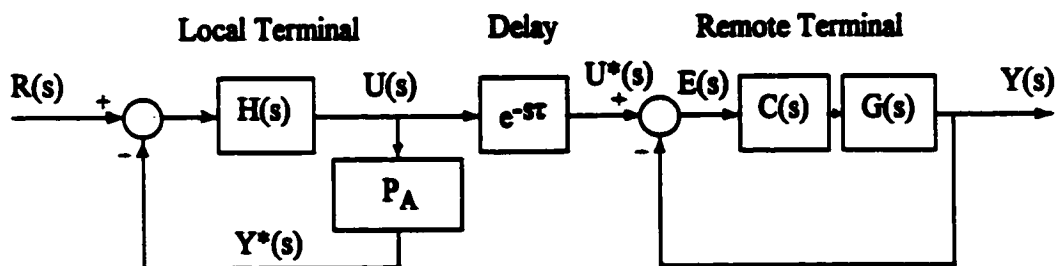 Local Terminal Delay Remote Terminal
R(s) + - H(s) U(s) e^-sτ U*(s) + - E(s) C(s) G(s) Y(s)
P_A
Y*(s)